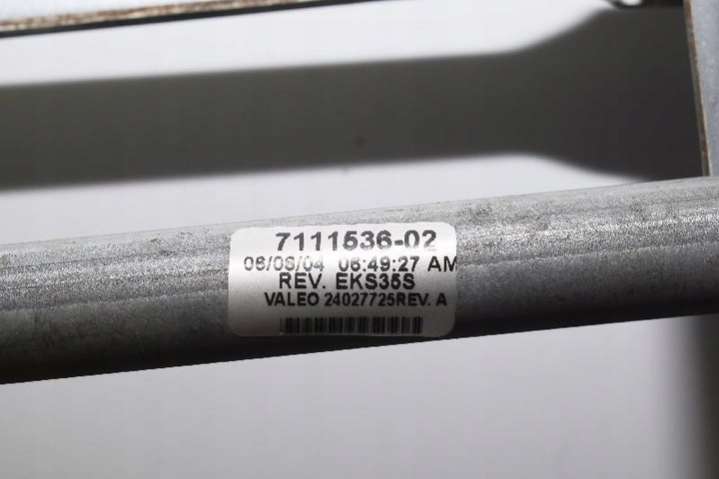 7111536-02
06/08/04 06:49:27 AM
REV. EKS35S
VALEO 24027725REV. A